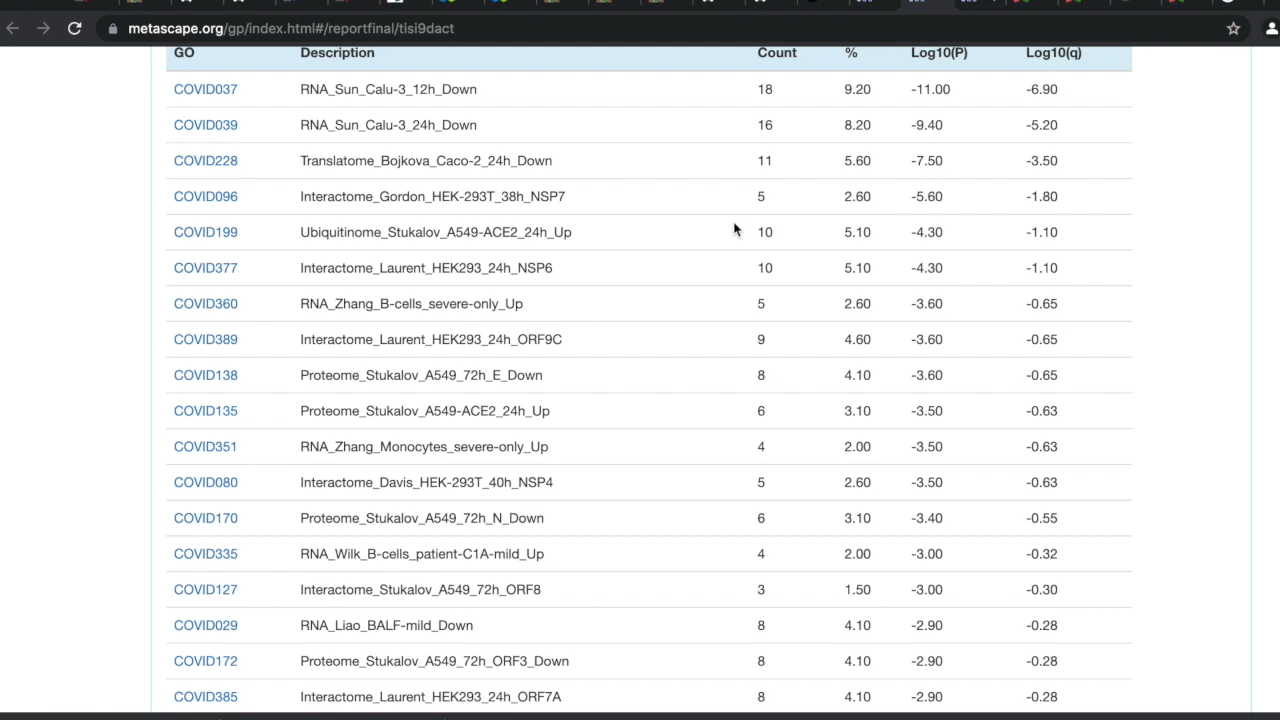 metascape.org/gp/index.html#/reportfinal/tisi9dact
GO Description Count % Log10(P) Log10(q)
COVID037 RNA_Sun_Calu-3_12h_Down 18 9.20 -11.00 -6.90
COVID039 RNA_Sun_Calu-3_24h_Down 16 8.20 -9.40 -5.20
COVID228 Translatome_Bojkova_Caco-2_24h_Down 11 5.60 -7.50 -3.50
COVID096 Interactome_Gordon_HEK-293T_38h_NSP7 5 2.60 -5.60 -1.80
COVID199 Ubiquitinome_Stukalov_A549-ACE2_24h_Up 10 5.10 -4.30 -1.10
COVID377 Interactome_Laurent_HEK293_24h_NSP6 10 5.10 -4.30 -1.10
COVID360 RNA_Zhang_B-cells_severe-only_Up 5 2.60 -3.60 -0.65
COVID389 Interactome_Laurent_HEK293_24h_ORF9C 9 4.60 -3.60 -0.65
COVID138 Proteome_Stukalov_A549_72h_E_Down 8 4.10 -3.60 -0.65
COVID135 Proteome_Stukalov_A549-ACE2_24h_Up 6 3.10 -3.50 -0.63
COVID351 RNA_Zhang_Monocytes_severe-only_Up 4 2.00 -3.50 -0.63
COVID080 Interactome_Davis_HEK-293T_40h_NSP4 5 2.60 -3.50 -0.63
COVID170 Proteome_Stukalov_A549_72h_N_Down 6 3.10 -3.40 -0.55
COVID335 RNA_Wilk_B-cells_patient-C1A-mild_Up 4 2.00 -3.00 -0.32
COVID127 Interactome_Stukalov_A549_72h_ORF8 3 1.50 -3.00 -0.30
COVID029 RNA_Liao_BALF-mild_Down 8 4.10 -2.90 -0.28
COVID172 Proteome_Stukalov_A549_72h_ORF3_Down 8 4.10 -2.90 -0.28
COVID385 Interactome_Laurent_HEK293_24h_ORF7A 8 4.10 -2.90 -0.28